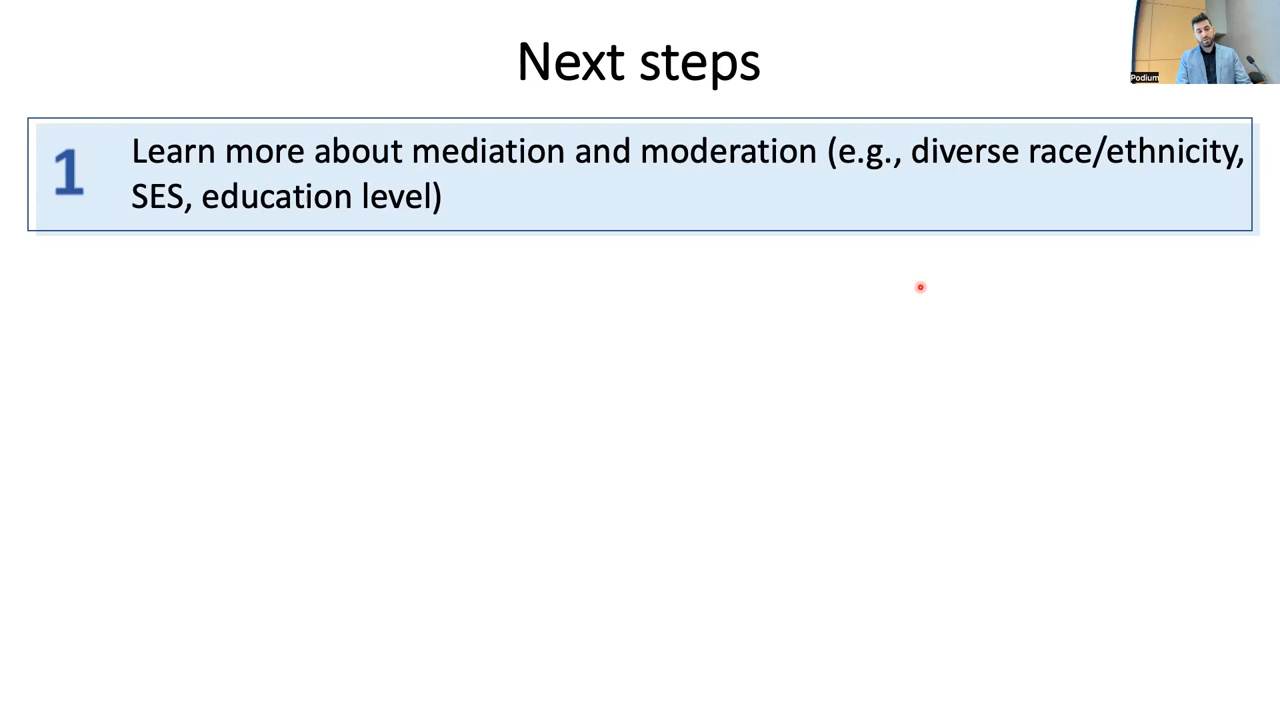 Next steps
Podium
1
Learn more about mediation and moderation (e.g., diverse race/ethnicity,
SES, education level)